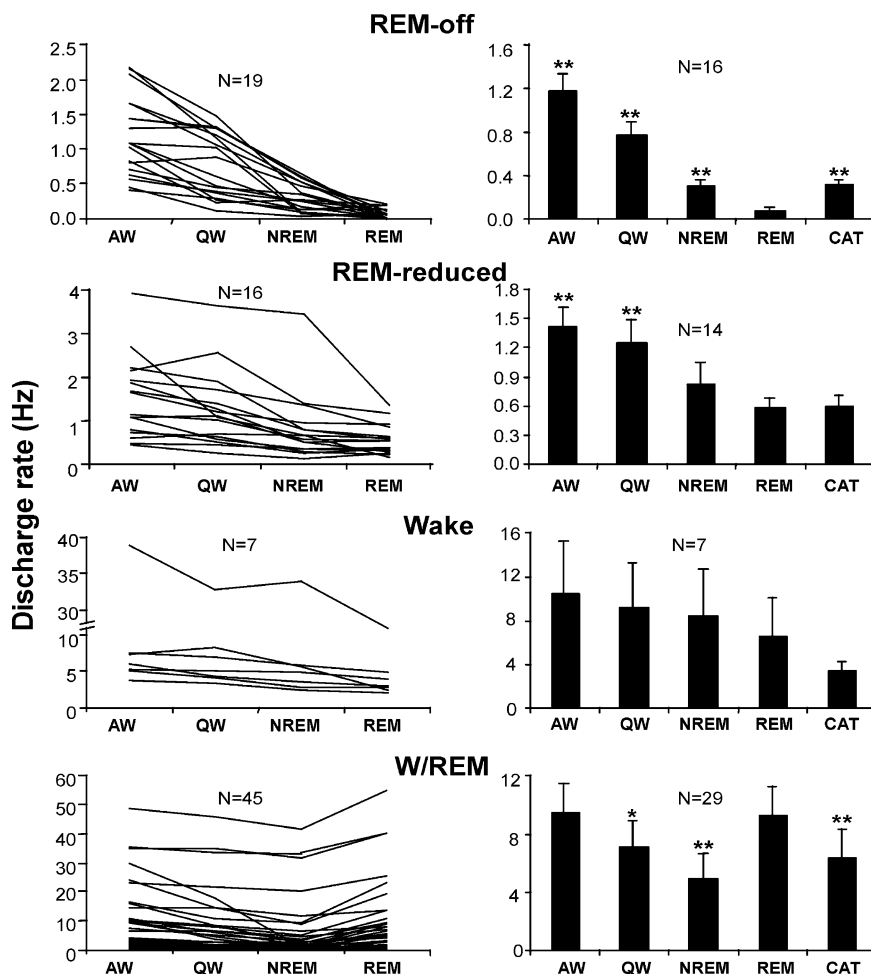 REM-off
2.5
2.0
1.5
1.0
0.5
0.0
N=19
AW QW NREM REM
1.6
1.2
0.8
0.4
0.0
N=16
** ** ** **
AW QW NREM REM CAT
REM-reduced
4
3
2
1
0
N=16
AW QW NREM REM
1.8
1.5
1.2
0.9
0.6
0.3
0.0
N=14
** **
AW QW NREM REM CAT
Discharge rate (Hz)
Wake
40
35
30
10
5
0
N=7
AW QW NREM REM
16
12
8
4
0
N=7
AW QW NREM REM CAT
W/REM
60
50
40
30
20
10
0
N=45
AW QW NREM REM
12
8
4
0
N=29
* ** **
AW QW NREM REM CAT